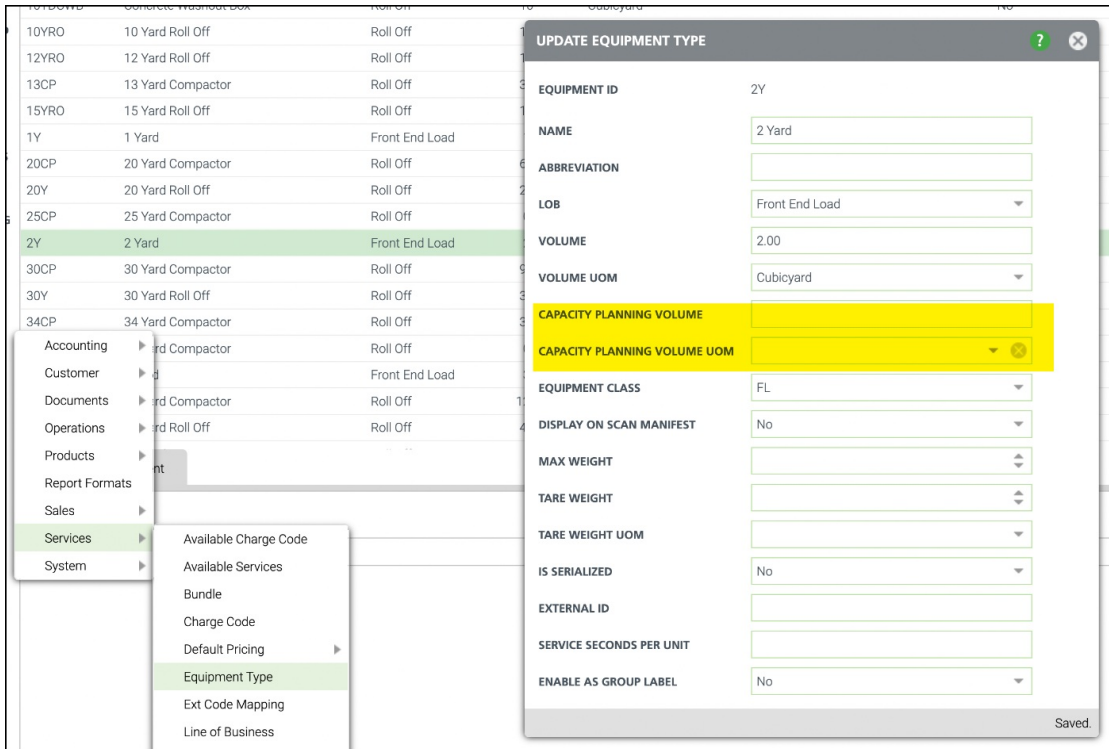 10YRO 10 Yard Roll Off Roll Off
12YRO 12 Yard Roll Off Roll Off
13CP 13 Yard Compactor Roll Off
15YRO 15 Yard Roll Off Roll Off
1Y 1 Yard Front End Load
20CP 20 Yard Compactor Roll Off
20Y 20 Yard Roll Off Roll Off
25CP 25 Yard Compactor Roll Off
2Y 2 Yard Front End Load
30CP 30 Yard Compactor Roll Off
30Y 30 Yard Roll Off Roll Off
34CP 34 Yard Compactor Roll Off
Compactor Roll Off
Front End Load
Compactor Roll Off
Roll Off Roll Off
Accounting
Customer
Documents
Operations
Products
Report Formats
Sales
Services
System
Available Charge Code
Available Services
Bundle
Charge Code
Default Pricing
Equipment Type
Ext Code Mapping
Line of Business
UPDATE EQUIPMENT TYPE ?
EQUIPMENT ID 2Y
NAME 2 Yard
ABBREVIATION
LOB Front End Load
VOLUME 2.00
VOLUME UOM Cubicyard
CAPACITY PLANNING VOLUME
CAPACITY PLANNING VOLUME UOM
EQUIPMENT CLASS FL
DISPLAY ON SCAN MANIFEST No
MAX WEIGHT
TARE WEIGHT
TARE WEIGHT UOM
IS SERIALIZED No
EXTERNAL ID
SERVICE SECONDS PER UNIT
ENABLE AS GROUP LABEL No
Saved.